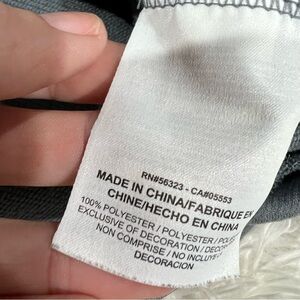 RN#56323 - CA#05553
MADE IN CHINA/FABRIQUE EN
CHINE/HECHO EN CHINA
100% POLYESTER / POLYESTER / POLI
EXCLUSIVE OF DECORATION / DECO
NON COMPRISE / NO INCLUYE
DECORACIÓN